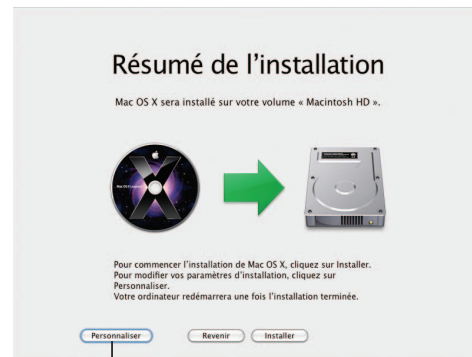 Résumé de l'installation
Mac OS X sera installé sur votre volume « Macintosh HD ».
Pour commencer l'installation de Mac OS X, cliquez sur Installer.
Pour modifier vos paramètres d'installation, cliquez sur
Personnaliser.
Votre ordinateur redémarrera une fois l'installation terminée.
Personnaliser
Revenir
Installer